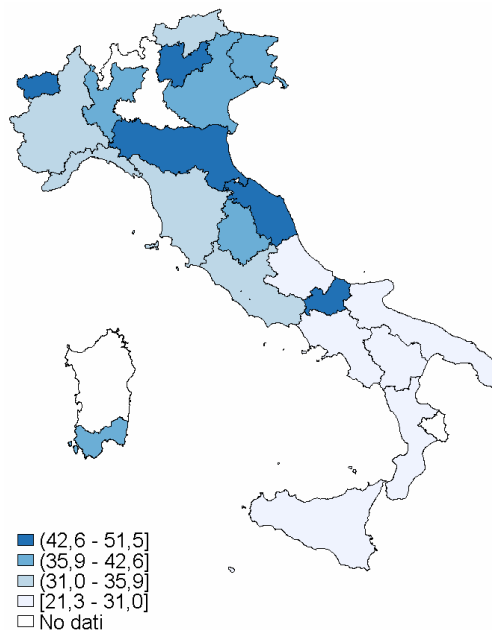 (42,6 - 51,5]
(35,9 - 42,6]
(31,0 - 35,9]
[21,3 - 31,0]
No dati